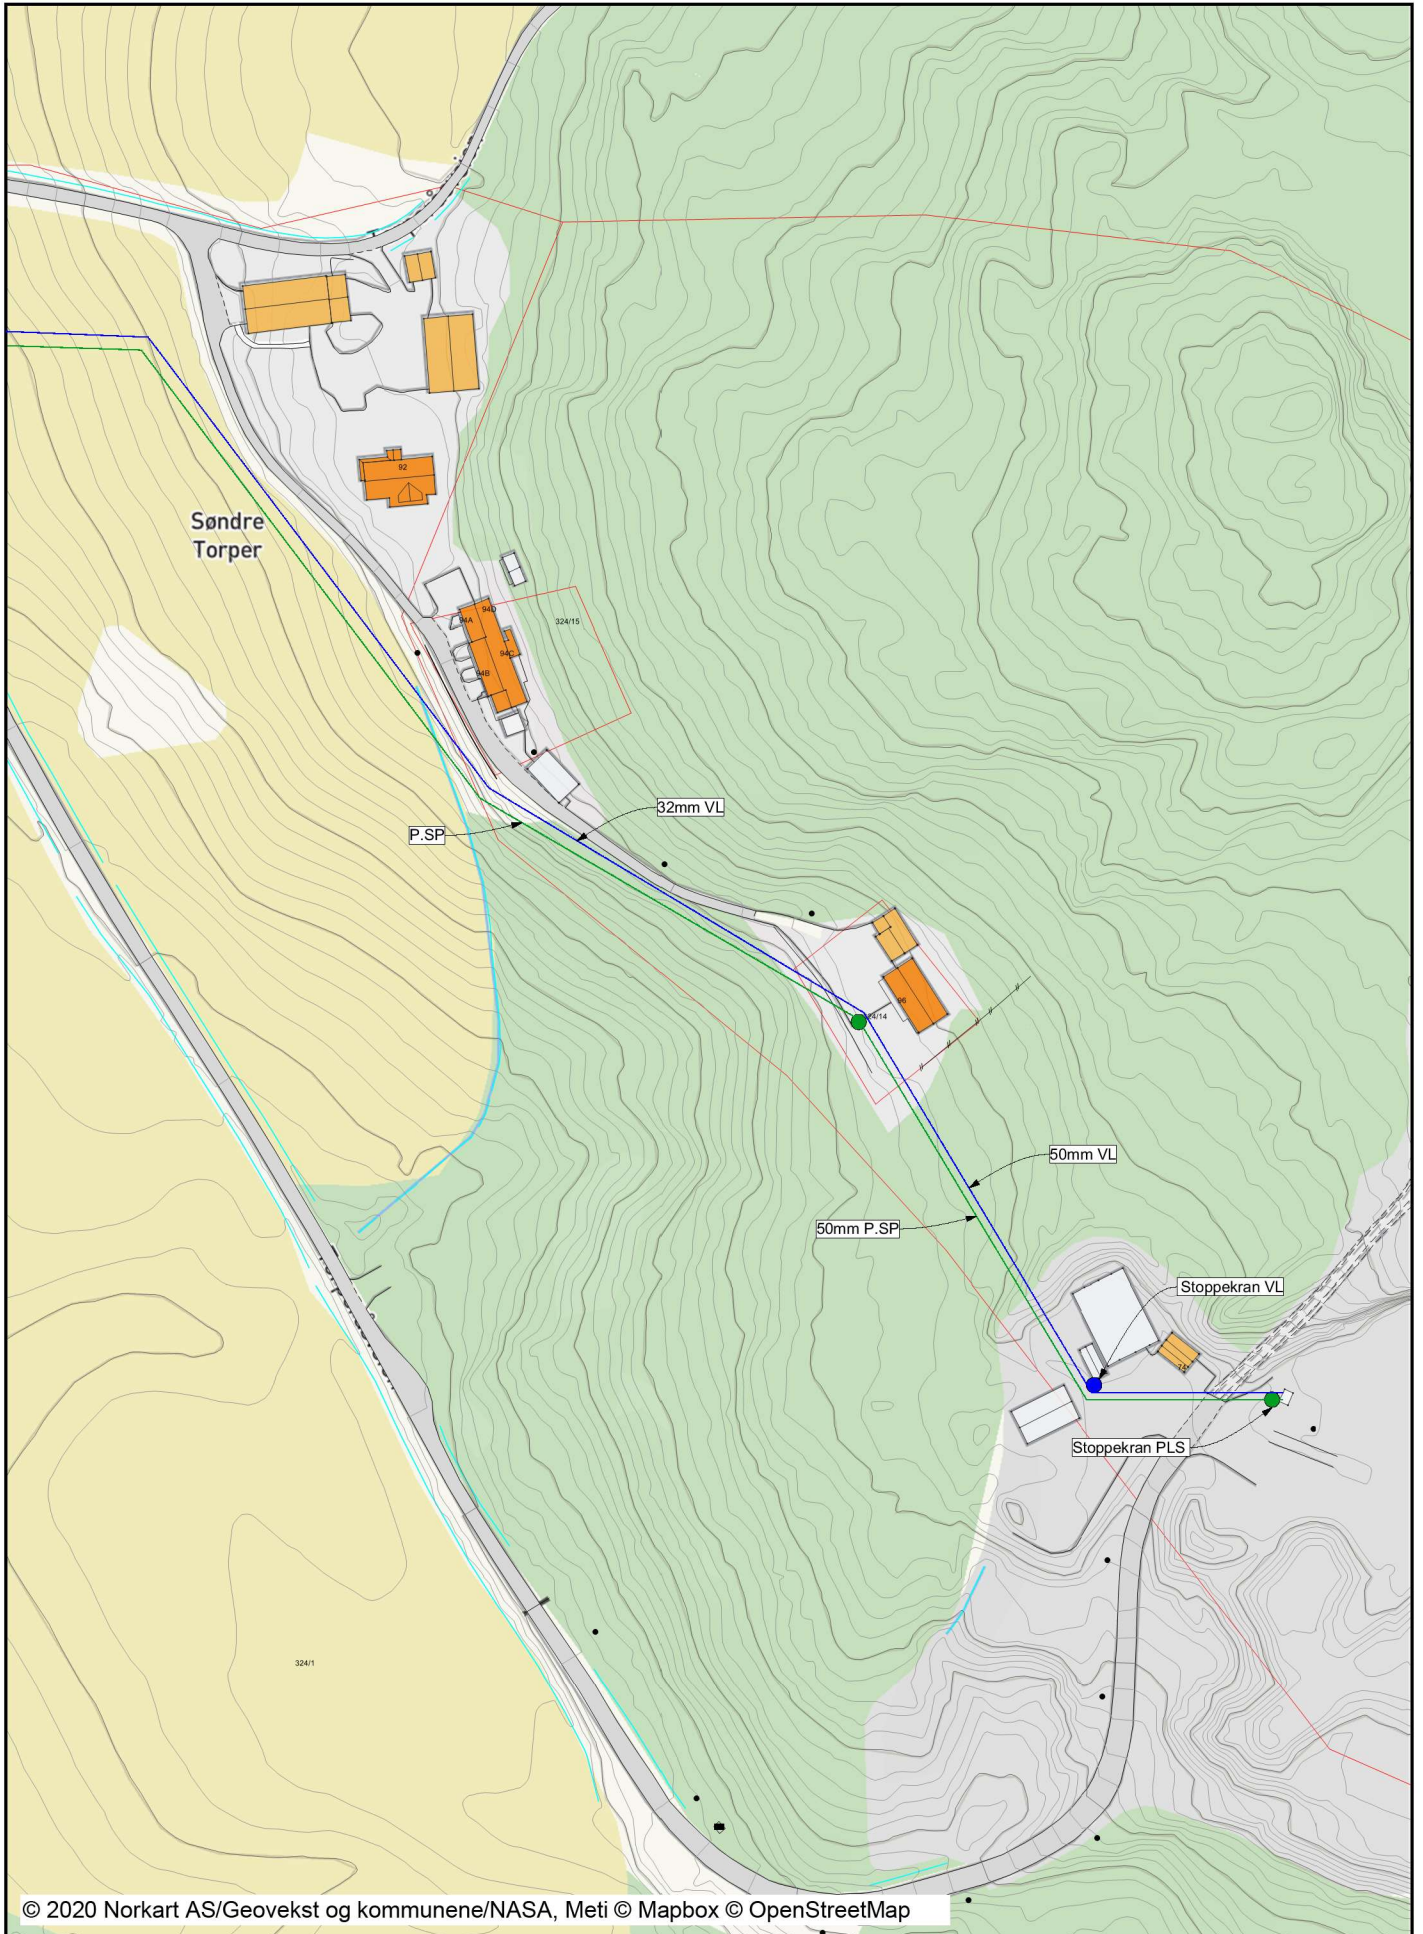 92
Søndre
Torper
94D
94A
324/15
94C
94B
32mm VL
P.SP
96
24/14
50mm VL
50mm P.SP
Stoppekran VL
74
Stoppekran PLS
324/1
© 2020 Norkart AS/Geovekst og kommunene/NASA, Meti © Mapbox © OpenStreetMap